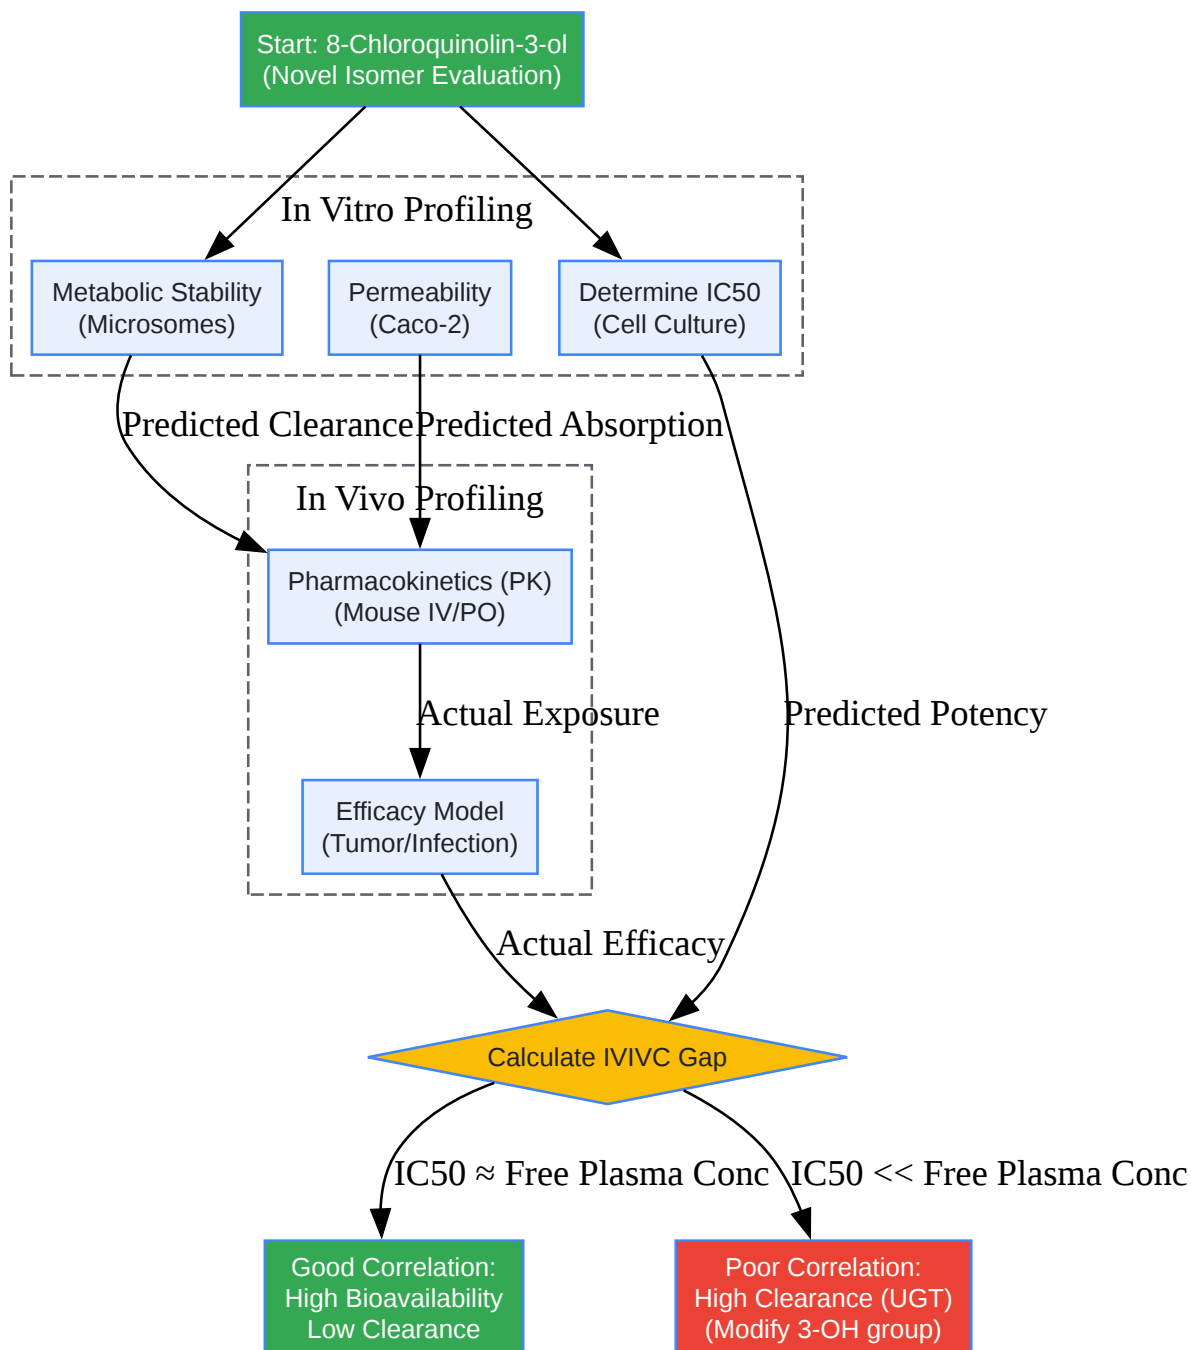 Start: 8-Chloroquinolin-3-ol
(Novel Isomer Evaluation)
In Vitro Profiling
Metabolic Stability
(Microsomes)
Permeability
(Caco-2)
Determine IC50
(Cell Culture)
Predicted Clearance
Predicted Absorption
In Vivo Profiling
Pharmacokinetics (PK)
(Mouse IV/PO)
Actual Exposure
Predicted Potency
Efficacy Model
(Tumor/Infection)
Actual Efficacy
Calculate IVIVC Gap
IC50 ≈ Free Plasma Conc
IC50 << Free Plasma Conc
Good Correlation:
High Bioavailability
Low Clearance
Poor Correlation:
High Clearance (UGT)
(Modify 3-OH group)